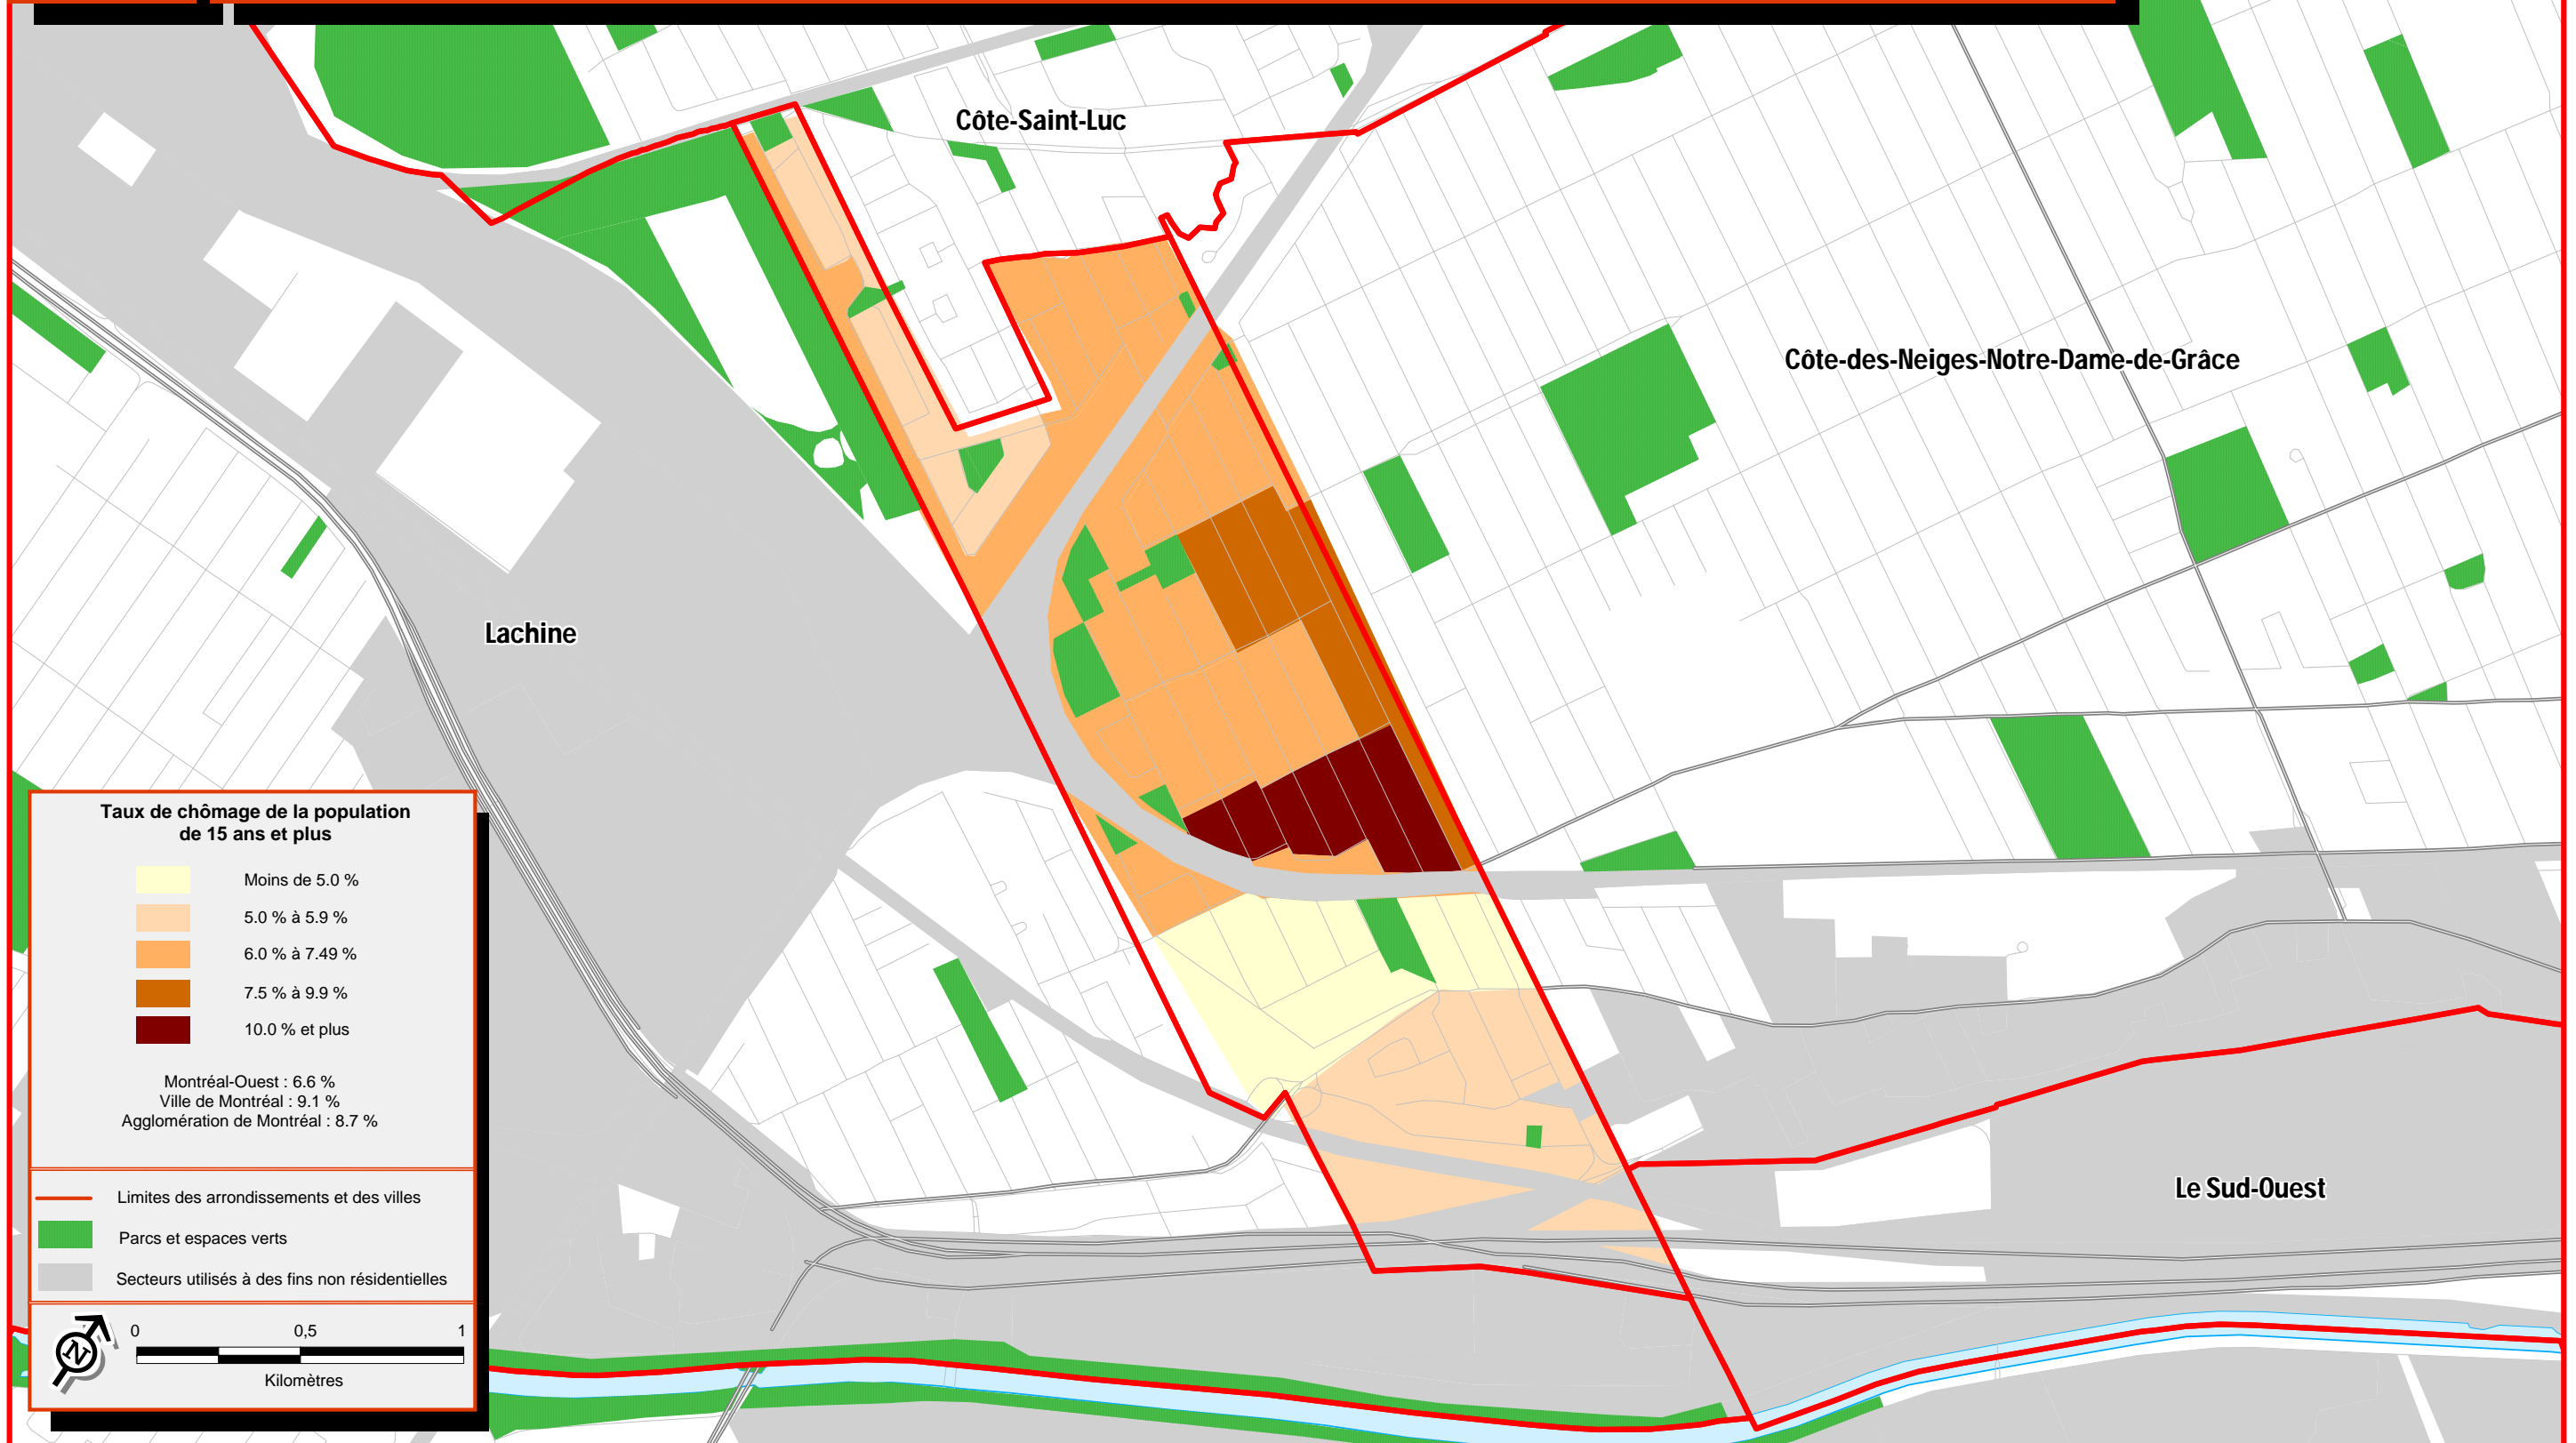 Côte-Saint-Luc
Côte-des-Neiges-Notre-Dame-de-Grâce
Lachine
Le Sud-Ouest
Taux de chômage de la population
de 15 ans et plus
Moins de 5.0 %
5.0 % à 5.9 %
6.0 % à 7.49 %
7.5 % à 9.9 %
10.0 % et plus
Montréal-Ouest : 6.6 %
Ville de Montréal : 9.1 %
Agglomération de Montréal : 8.7 %
Limites des arrondissements et des villes
Parcs et espaces verts
Secteurs utilisés à des fins non résidentielles
N
0 0,5 1
Kilomètres